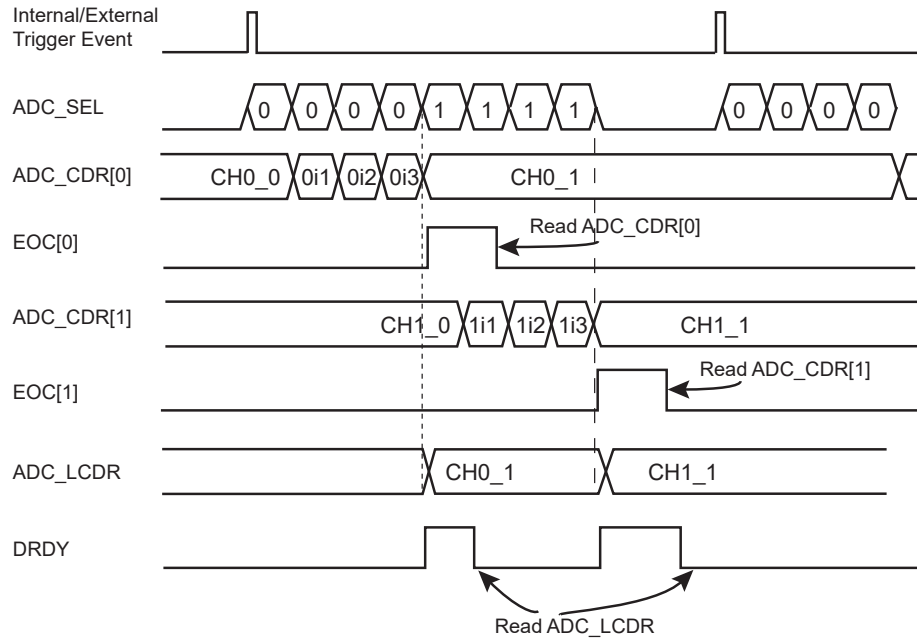 Internal/External
Trigger Event
ADC_SEL 0 0 0 0 1 1 1 1 0 0 0 0
ADC_CDR[0] CH0_0 0i1 0i2 0i3 CH0_1
EOC[0] Read ADC_CDR[0]
ADC_CDR[1] CH1_0 1i1 1i2 1i3 CH1_1
EOC[1] Read ADC_CDR[1]
ADC_LCDR CH0_1 CH1_1
DRDY
Read ADC_LCDR